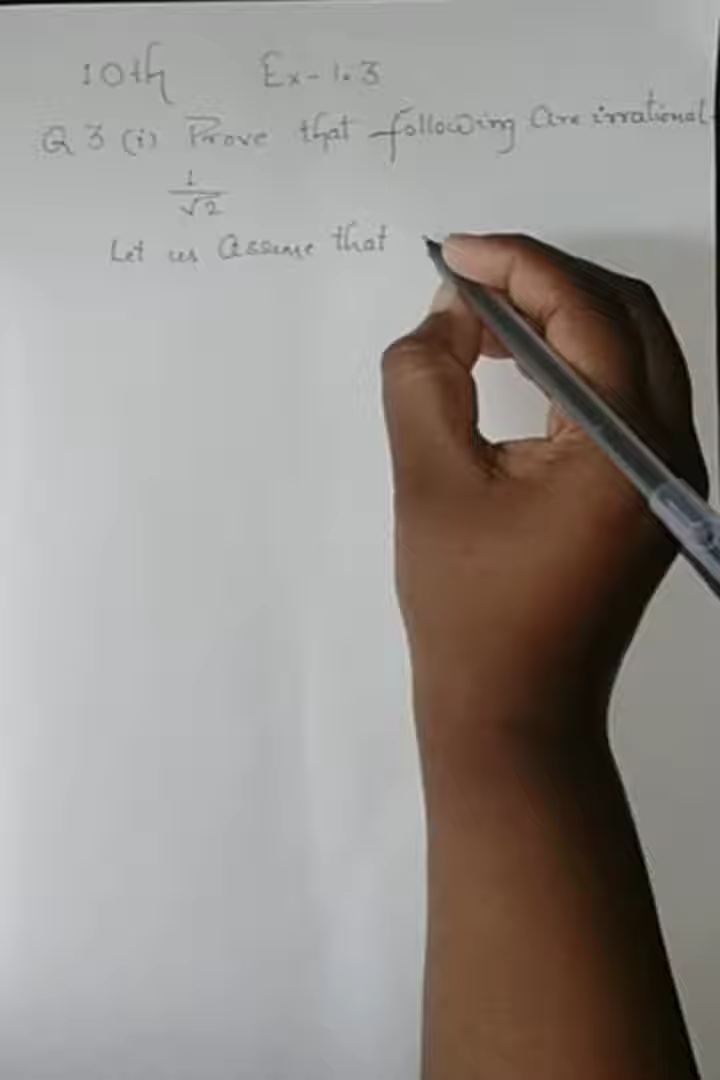 10th Ex-1.3
Q 3 (i) Prove that following are irrational.
1
√2
Let us Assume that